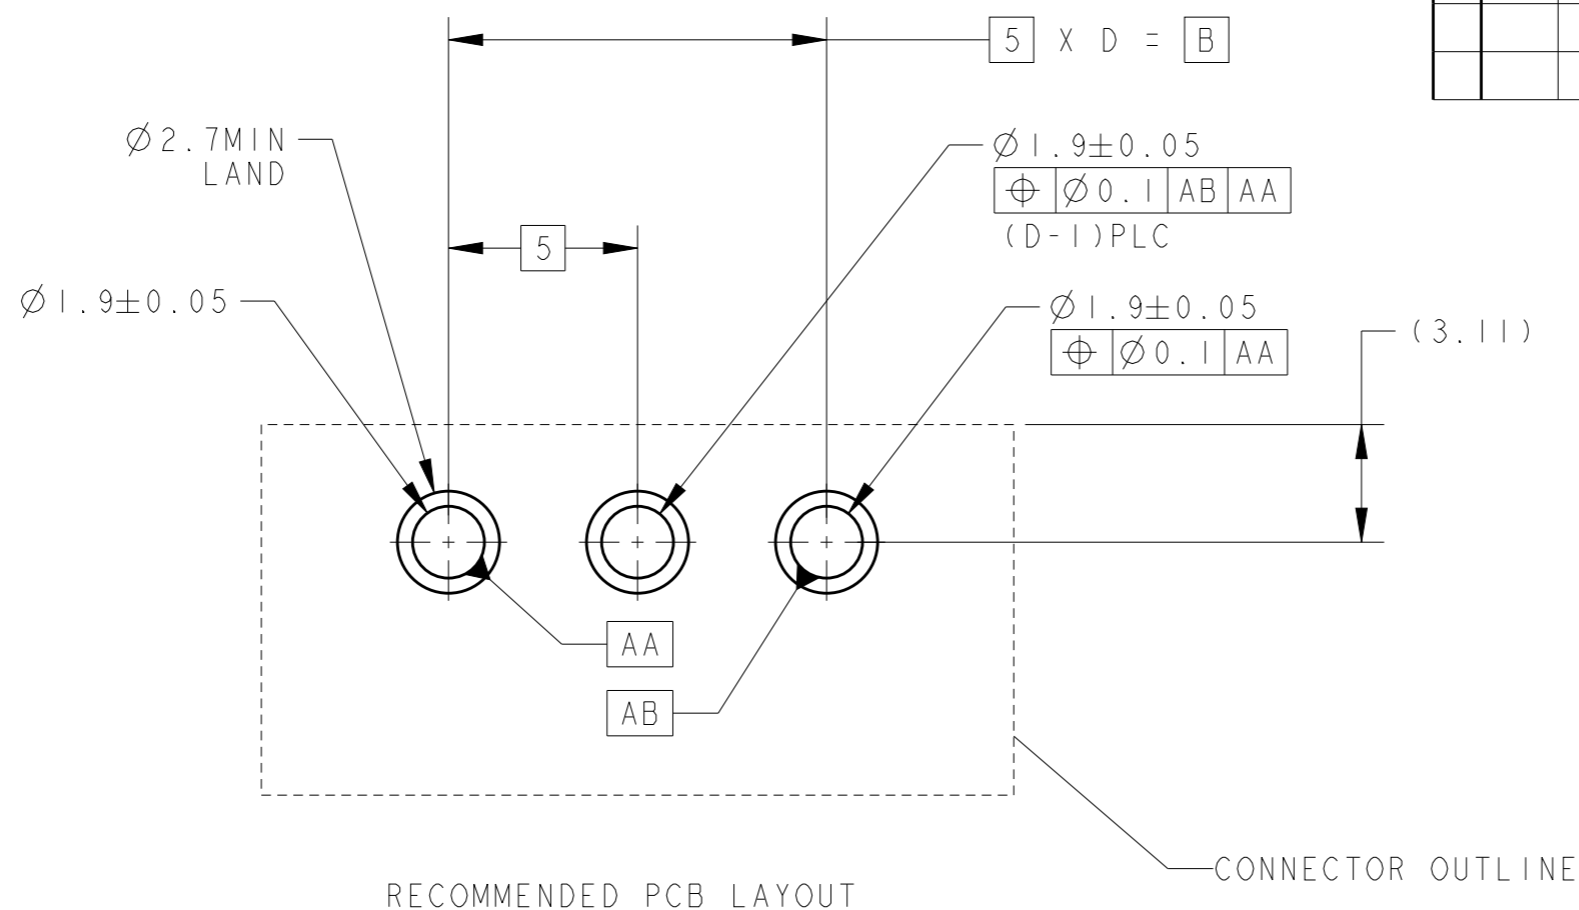 5 X D = B
Ø2.7MIN
LAND
Ø1.9±0.05
⌖ Ø0.1 AB AA
(D-1)PLC
5
Ø1.9±0.05
Ø1.9±0.05
⌖ Ø0.1 AA
(3.11)
AA
AB
CONNECTOR OUTLINE
RECOMMENDED PCB LAYOUT